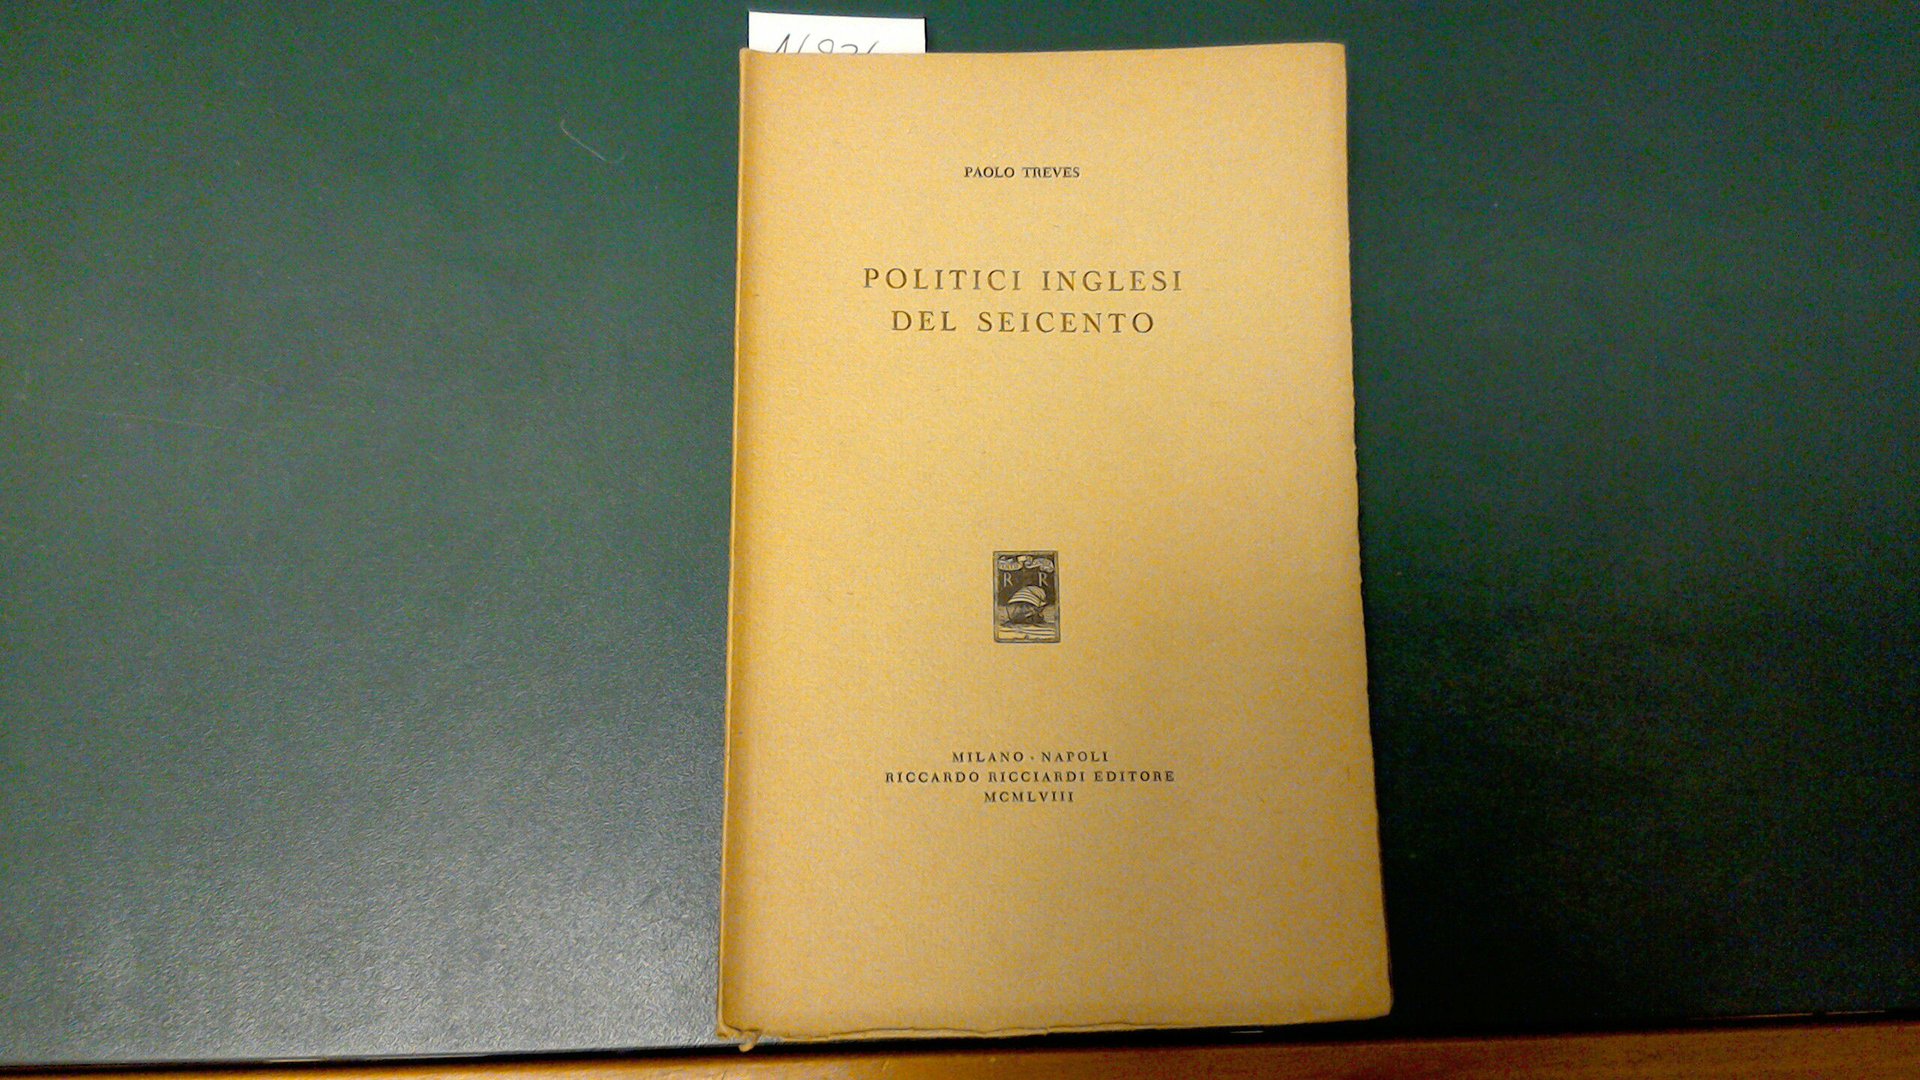 PAOLO TREVES
POLITICI INGLESI
DEL SEICENTO
R R
MILANO · NAPOLI
RICCARDO RICCIARDI EDITORE
MCMLVIII